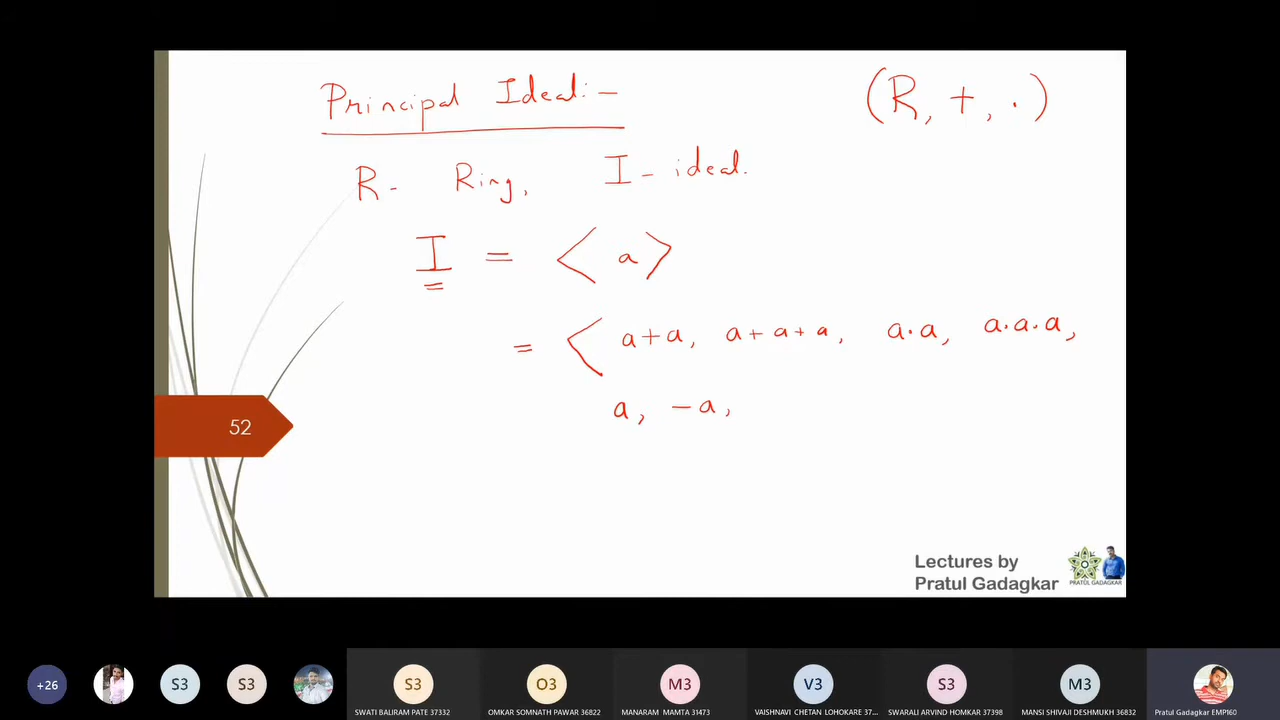 Principal Ideal:-
(R, +, ·)
R- Ring, I- ideal.
I = < a >
= < a+a, a+a+a, a·a, a·a·a,
a, -a,
52
Lectures by
Pratul Gadagkar
PRATUL GADAGKAR
+26
S3
S3
S3
O3
M3
V3
S3
M3
SWATI BALIRAM PATE 37332
OMKAR SOMNATH PAWAR 36822
MANARAM MAMTA 31473
VAISHNAVI CHETAN LOHOKARE 37...
SWARALI ARVIND HOMKAR 37398
MANSI SHIVAJI DESHMUKH 36832
Pratul Gadagkar EMP160